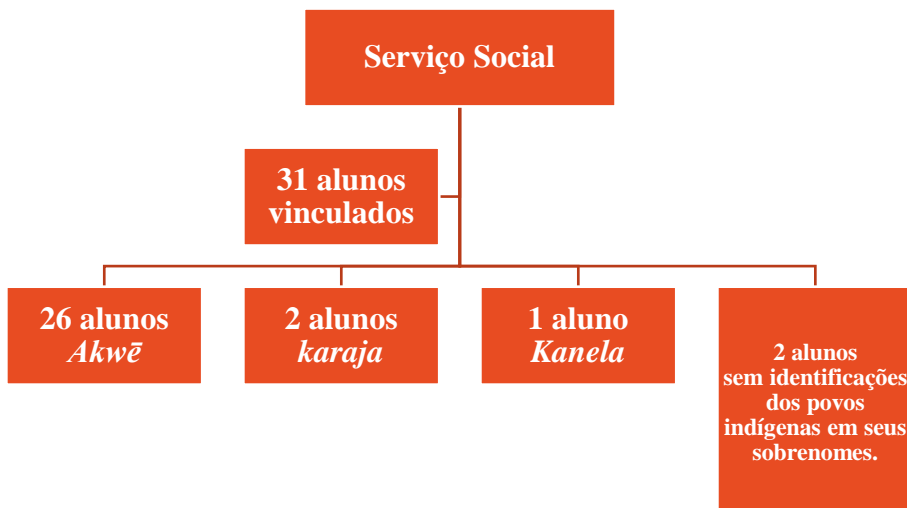 Serviço Social
31 alunos
vinculados
26 alunos
Akwē
2 alunos
karaja
1 aluno
Kanela
2 alunos
sem identificações
dos povos
indígenas em seus
sobrenomes.